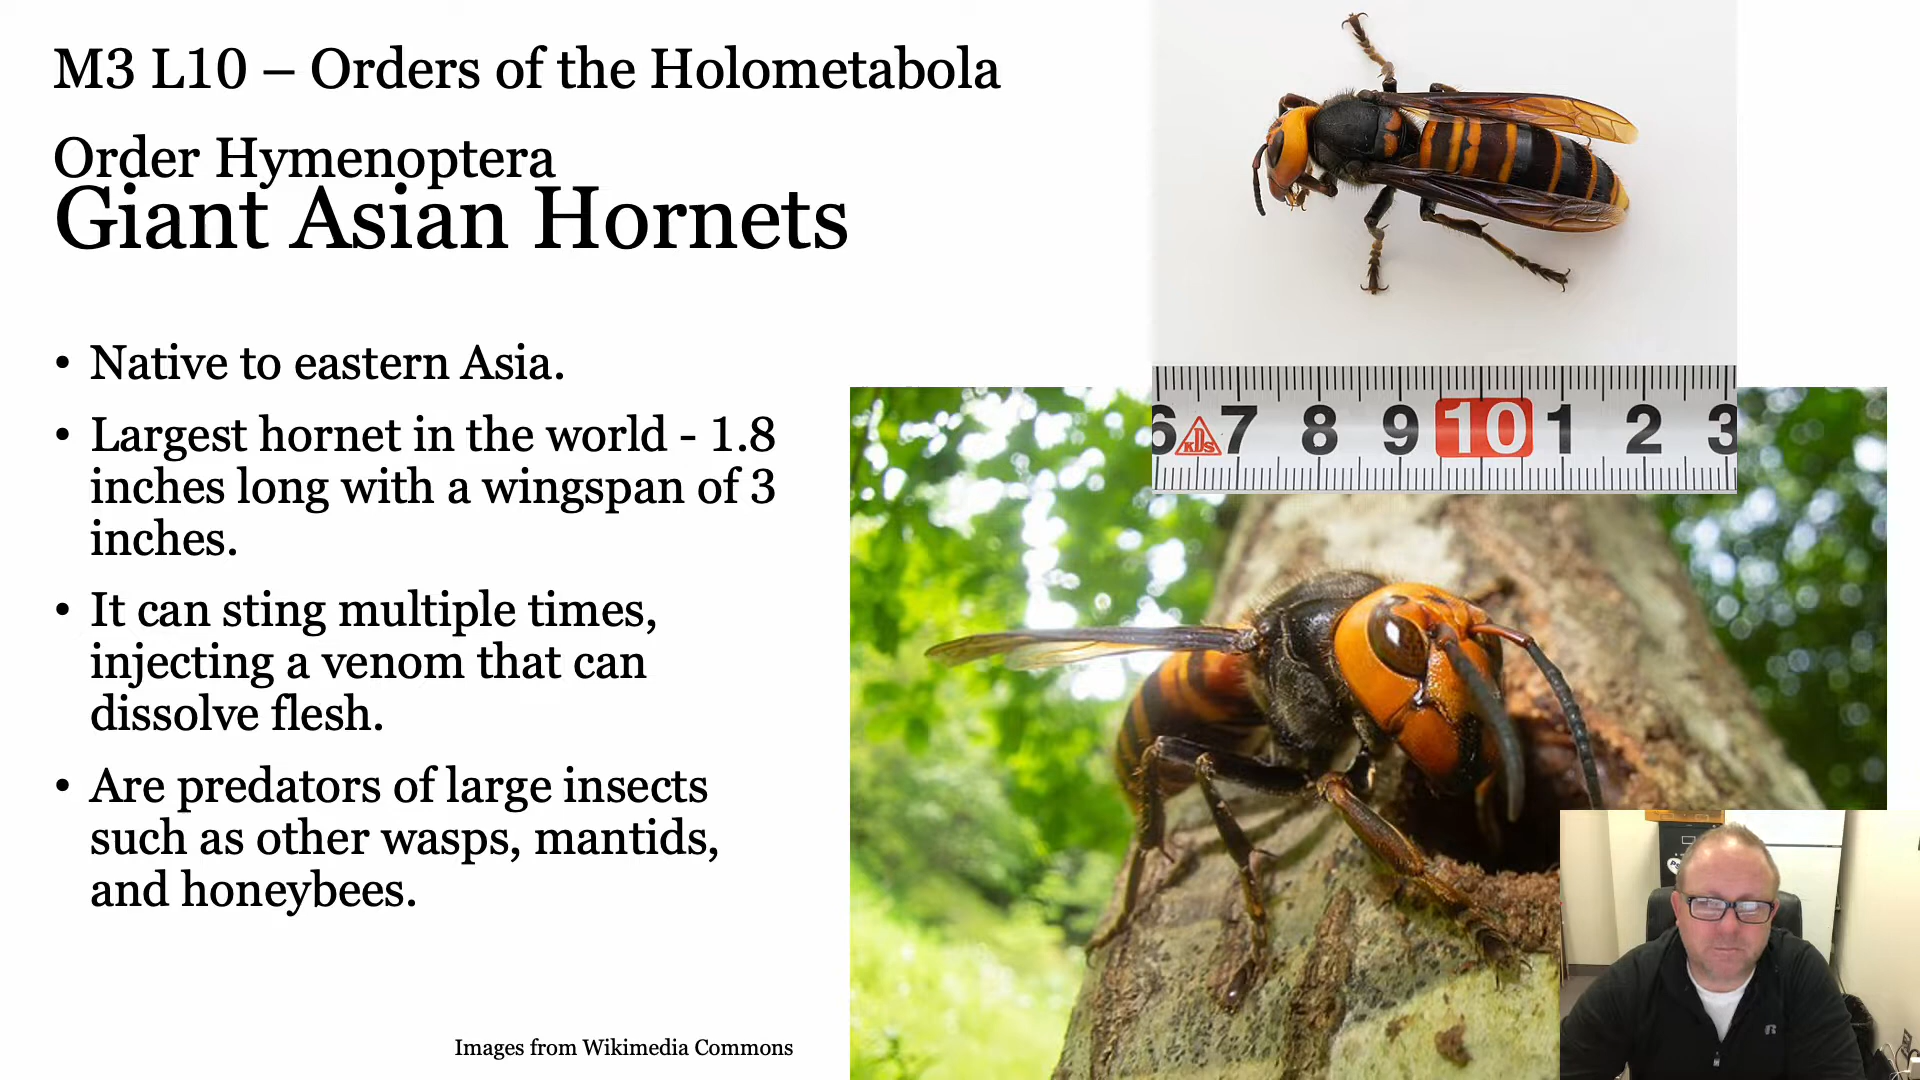 M3 L10 – Orders of the Holometabola
Order Hymenoptera
Giant Asian Hornets
• Native to eastern Asia.
• Largest hornet in the world - 1.8
inches long with a wingspan of 3
inches.
• It can sting multiple times,
injecting a venom that can
dissolve flesh.
• Are predators of large insects
such as other wasps, mantids,
and honeybees.
Images from Wikimedia Commons
6 KDS 7 8 9 10 1 2 3